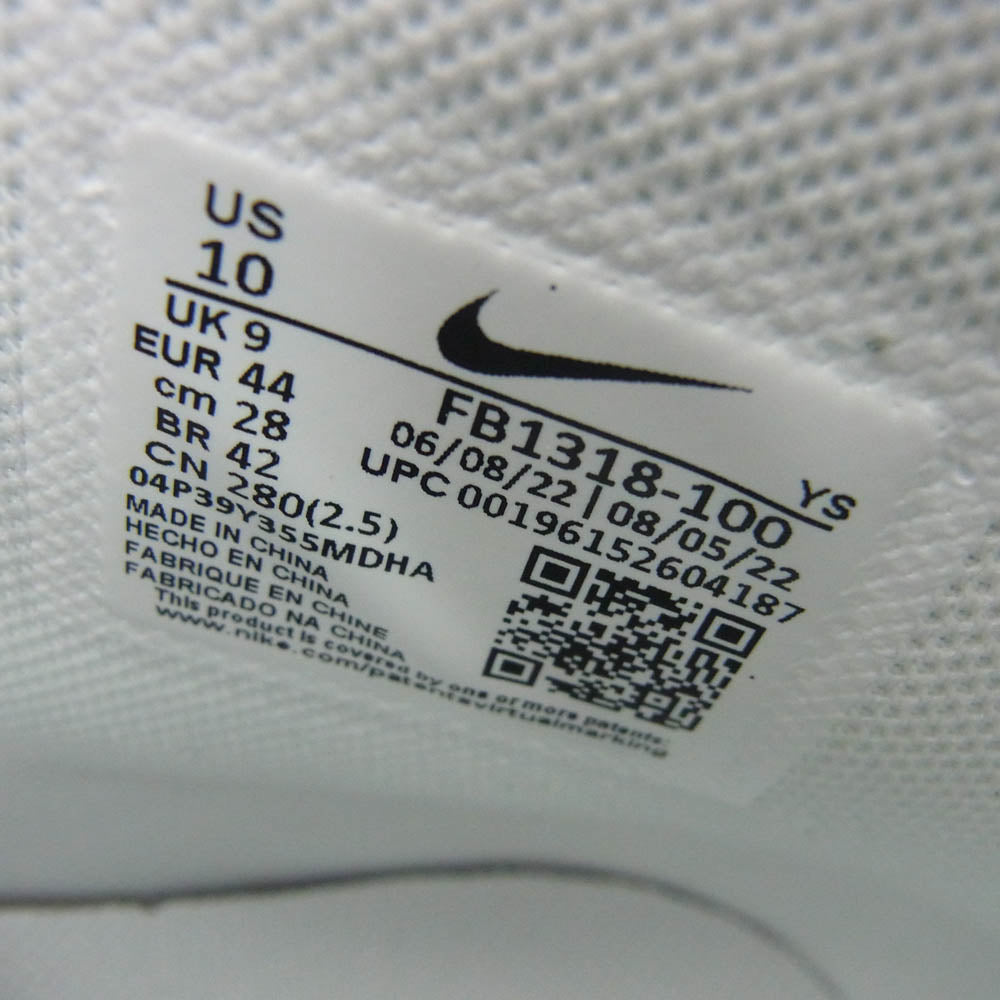 US
10
UK 9
EUR 44
cm 28
BR 42
CN 280(2.5)
04P39Y355MDHA
MADE IN CHINA
HECHO EN CHINA
FABRIQUE EN CHINE
FABRICADO NA CHINA
This product is covered by one or more patents.
www.nike.com/patentsvirtualmarking
YS
FB1318-100
06/08/22 | 08/05/22
UPC 00196152604187